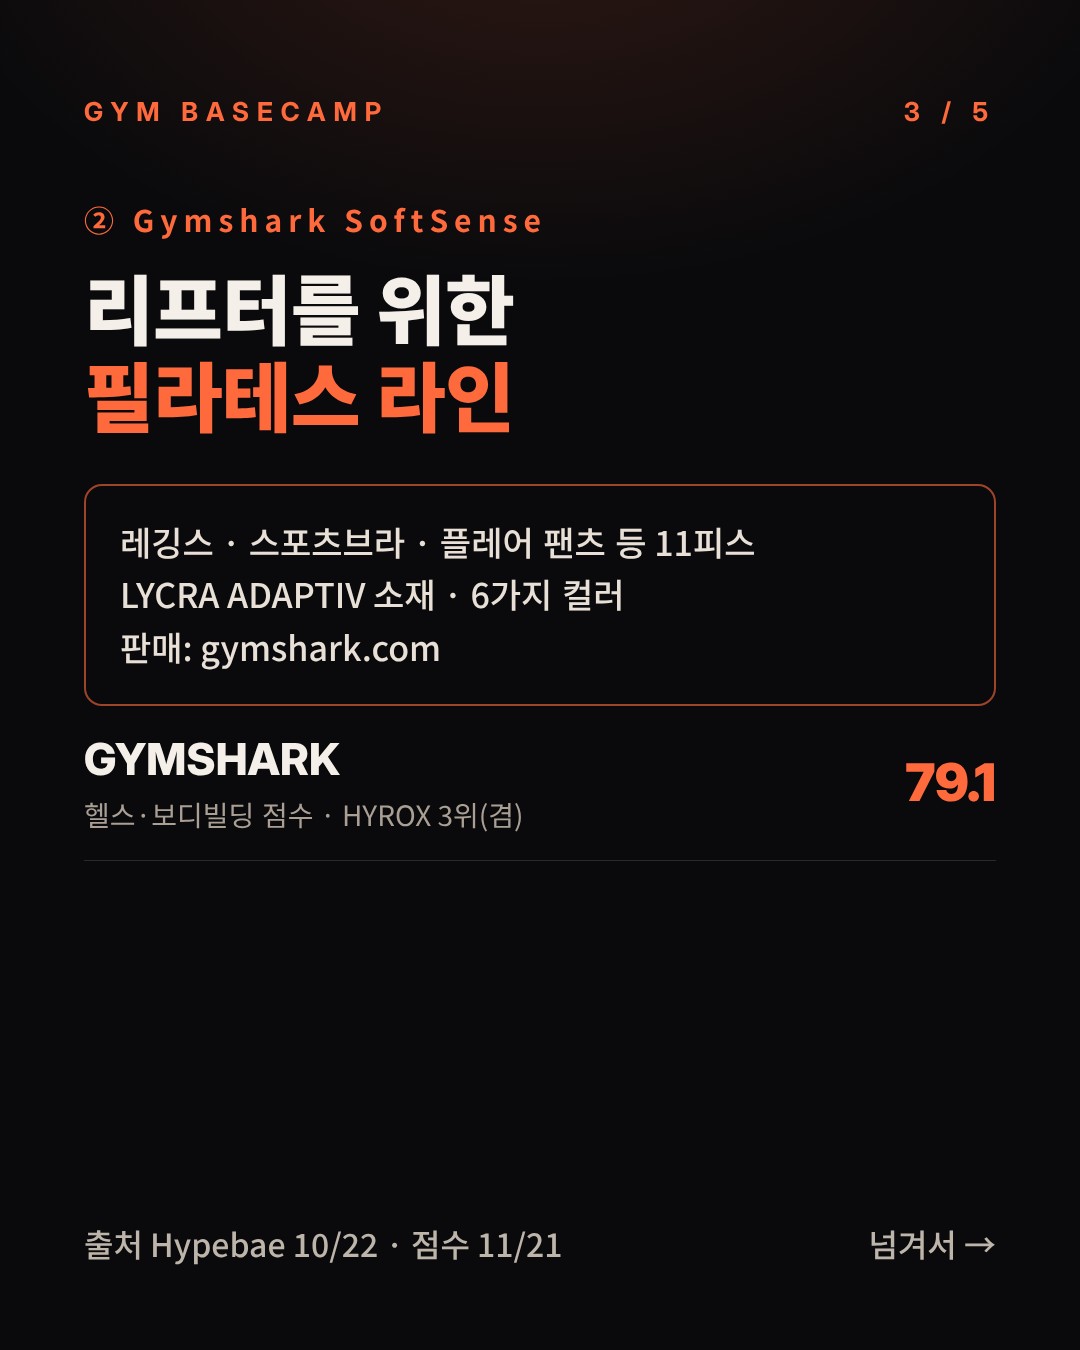 GYM BASECAMP
3 / 5
② Gymshark SoftSense
리프터를 위한
필라테스 라인
레깅스 · 스포츠브라 · 플레어 팬츠 등 11피스
LYCRA ADAPTIV 소재 · 6가지 컬러
판매: gymshark.com
GYMSHARK
79.1
헬스·보디빌딩 점수 · HYROX 3위(겸)
출처 Hypebae 10/22 · 점수 11/21
넘겨서 →